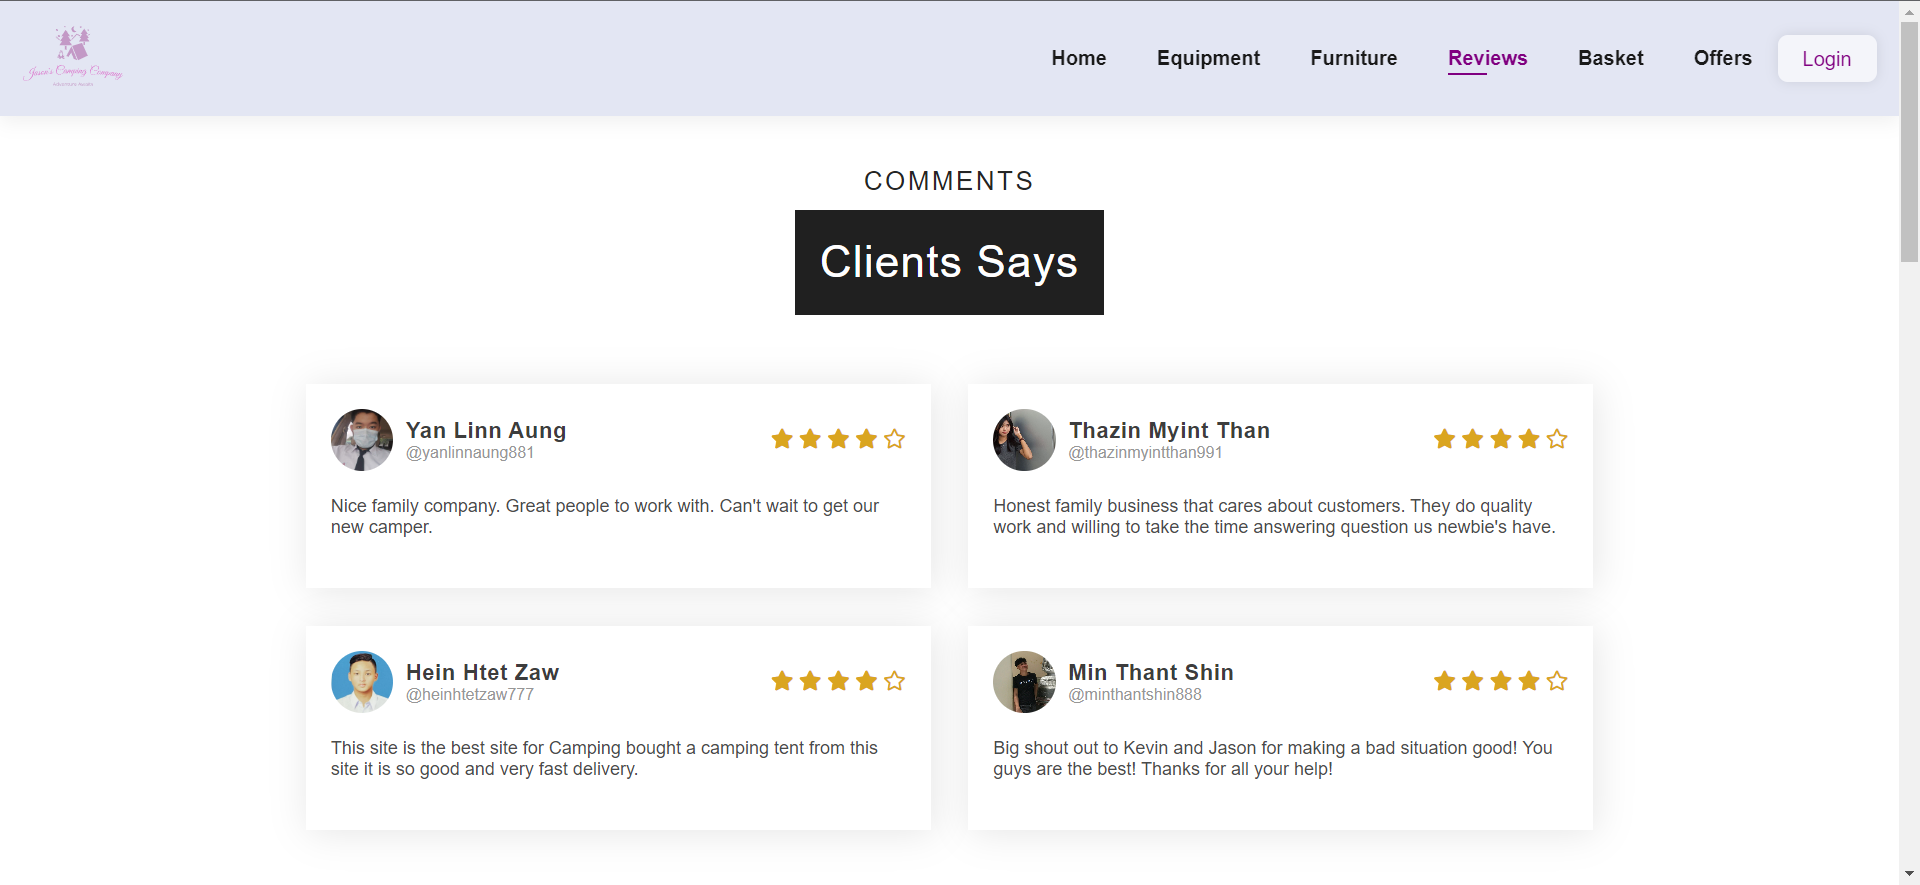 Jason's Camping Company
Home Equipment Furniture Reviews Basket Offers Login
COMMENTS
Clients Says
Yan Linn Aung
@yanlinnaung881
Nice family company. Great people to work with. Can't wait to get our
new camper.
Thazin Myint Than
@thazinmyintthan991
Honest family business that cares about customers. They do quality
work and willing to take the time answering question us newbie's have.
Hein Htet Zaw
@heinhtetzaw777
This site is the best site for Camping bought a camping tent from this
site it is so good and very fast delivery.
Min Thant Shin
@minthantshin888
Big shout out to Kevin and Jason for making a bad situation good! You
guys are the best! Thanks for all your help!